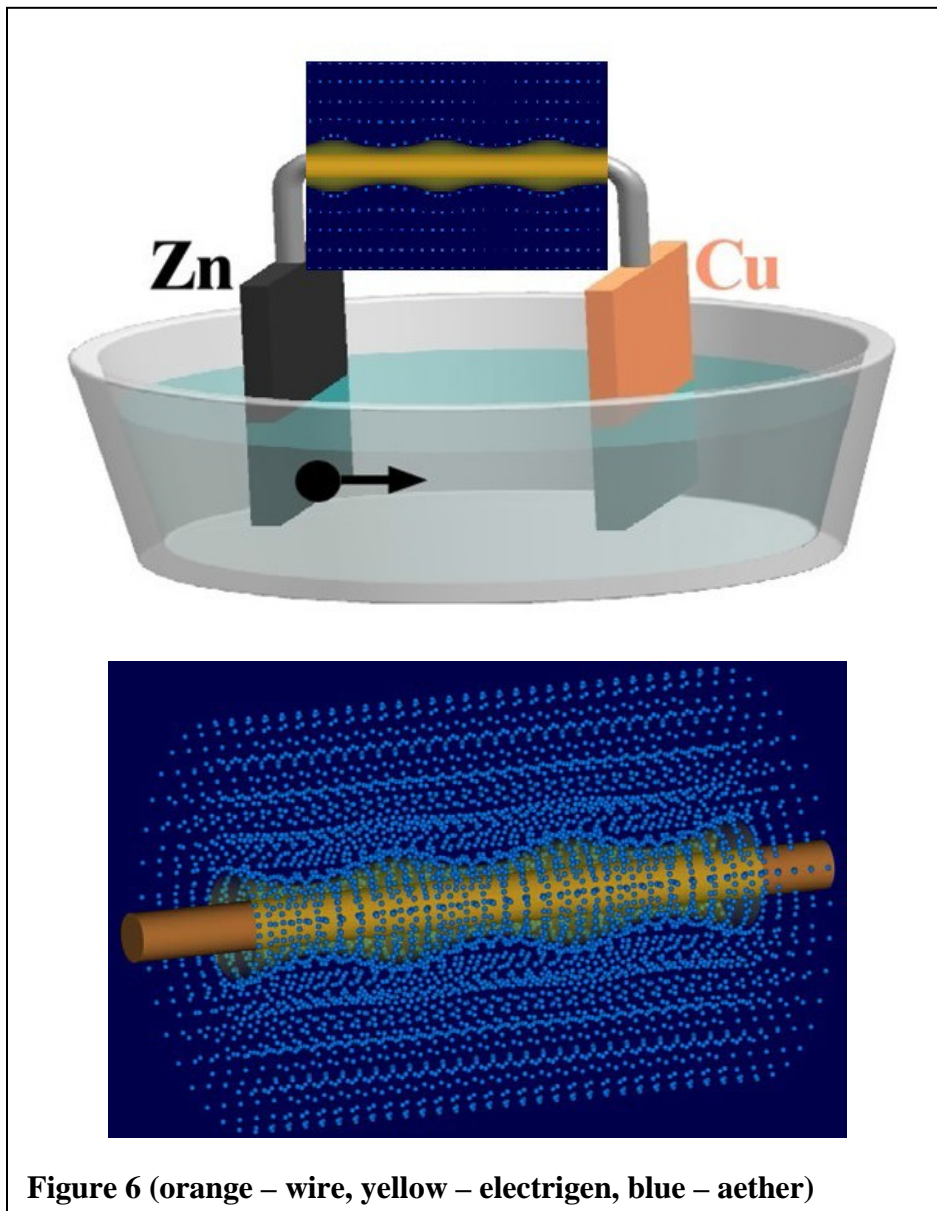 Zn Cu
Figure 6 (orange – wire, yellow – electrigen, blue – aether)